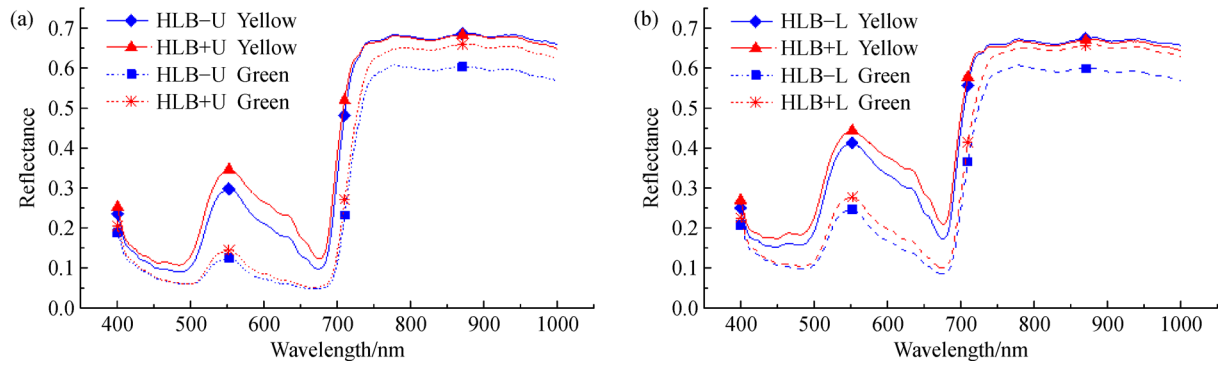 (a)
HLB−U Yellow
HLB+U Yellow
HLB−U Green
HLB+U Green
0.7
0.6
0.5
0.4
0.3
0.2
0.1
0.0
Reflectance
400 500 600 700 800 900 1000
Wavelength/nm
(b)
HLB−L Yellow
HLB+L Yellow
HLB−L Green
HLB+L Green
0.7
0.6
0.5
0.4
0.3
0.2
0.1
0.0
Reflectance
400 500 600 700 800 900 1000
Wavelength/nm